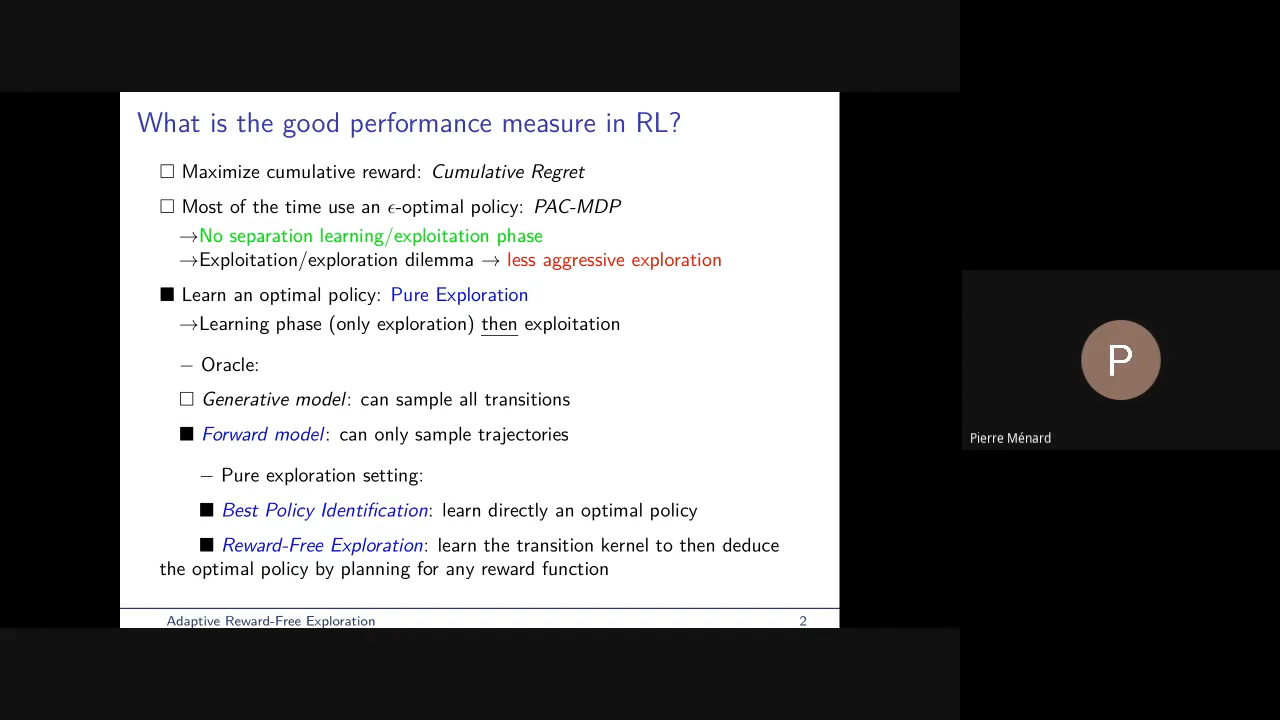 What is the good performance measure in RL?
□ Maximize cumulative reward: Cumulative Regret
□ Most of the time use an ϵ-optimal policy: PAC-MDP
→No separation learning/exploitation phase
→Exploitation/exploration dilemma → less aggressive exploration
■ Learn an optimal policy: Pure Exploration
→Learning phase (only exploration) then exploitation
− Oracle:
□ Generative model: can sample all transitions
■ Forward model: can only sample trajectories
− Pure exploration setting:
■ Best Policy Identification: learn directly an optimal policy
■ Reward-Free Exploration: learn the transition kernel to then deduce
the optimal policy by planning for any reward function
Adaptive Reward-Free Exploration 2
P
Pierre Ménard